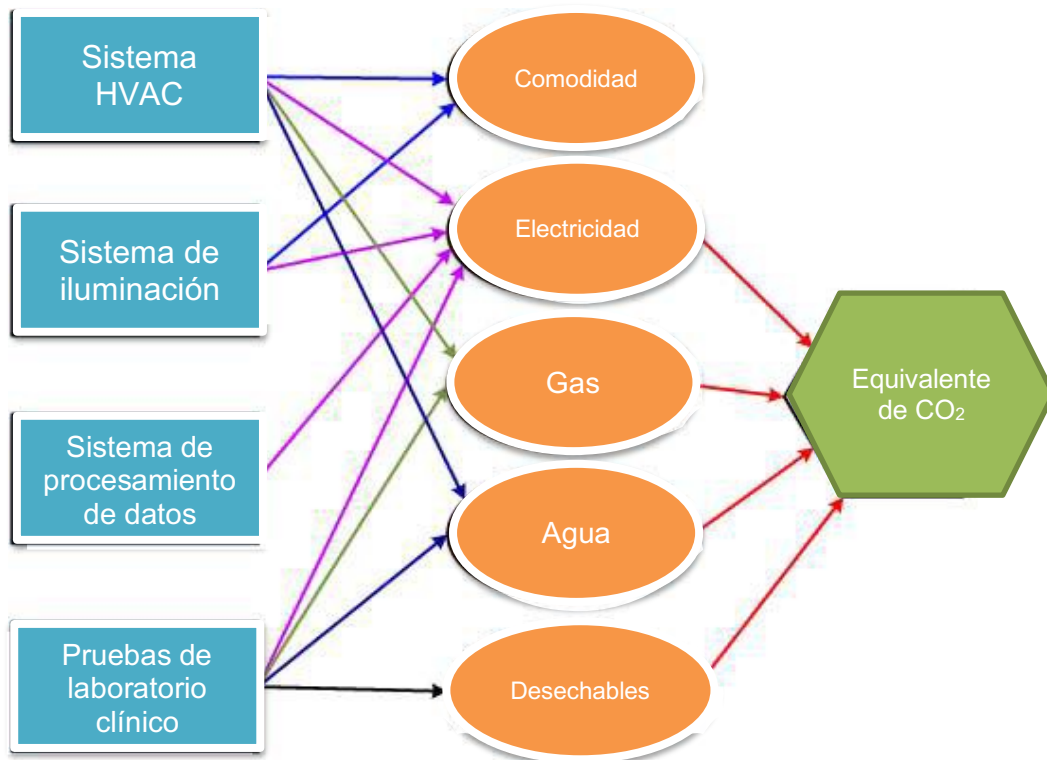 Sistema
HVAC
Sistema de
iluminación
Sistema de
procesamiento
de datos
Pruebas de
laboratorio
clínico
Comodidad
Electricidad
Gas
Agua
Desechables
Equivalente
de CO₂